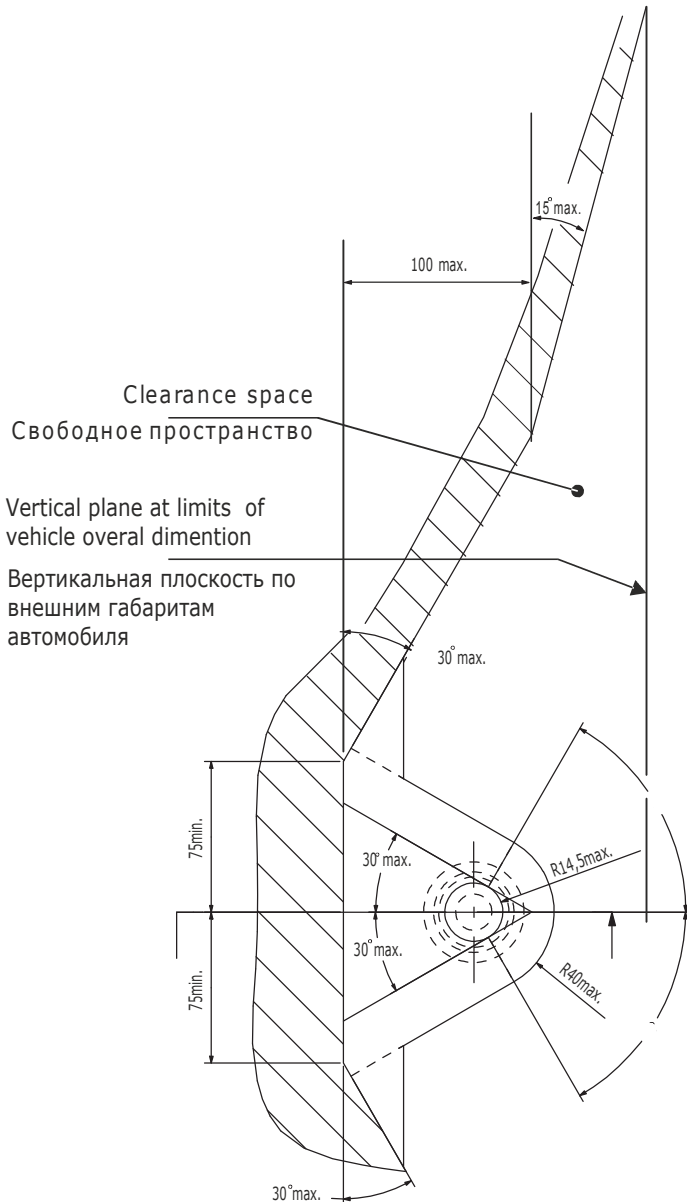 15° max.
100 max.
Clearance space
Свободное пространство
Vertical plane at limits of
vehicle overal dimention
Вертикальная плоскость по
внешним габаритам
автомобиля
30° max.
75min.
30° max.
R14,5max.
30° max.
75min.
R40max.
30° max.